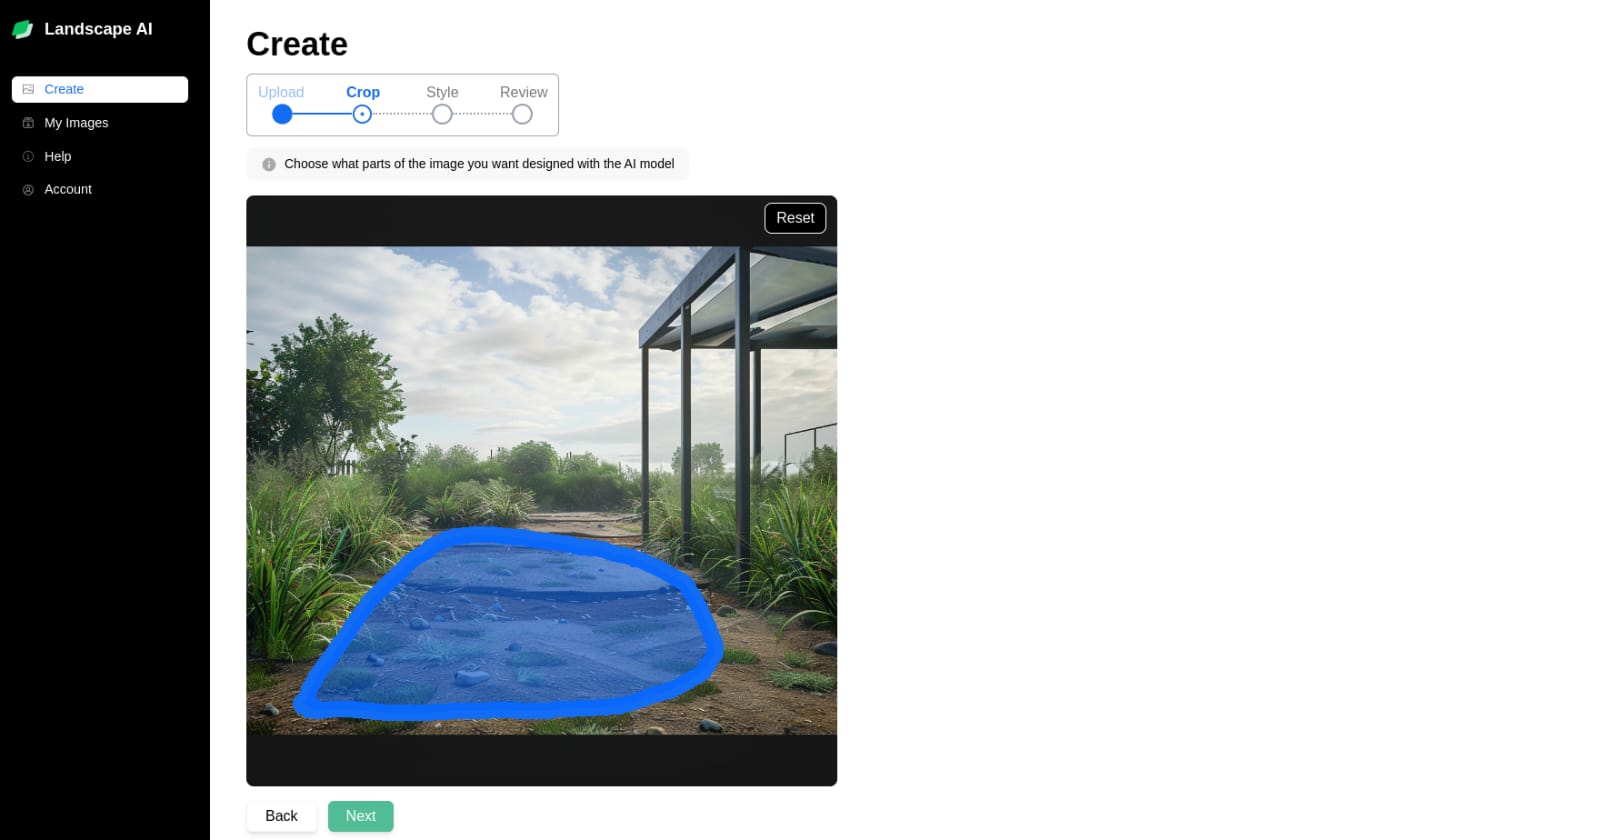 Landscape AI
Create
My Images
Help
Account
Create
Upload Crop Style Review
Choose what parts of the image you want designed with the AI model
Reset
Back Next